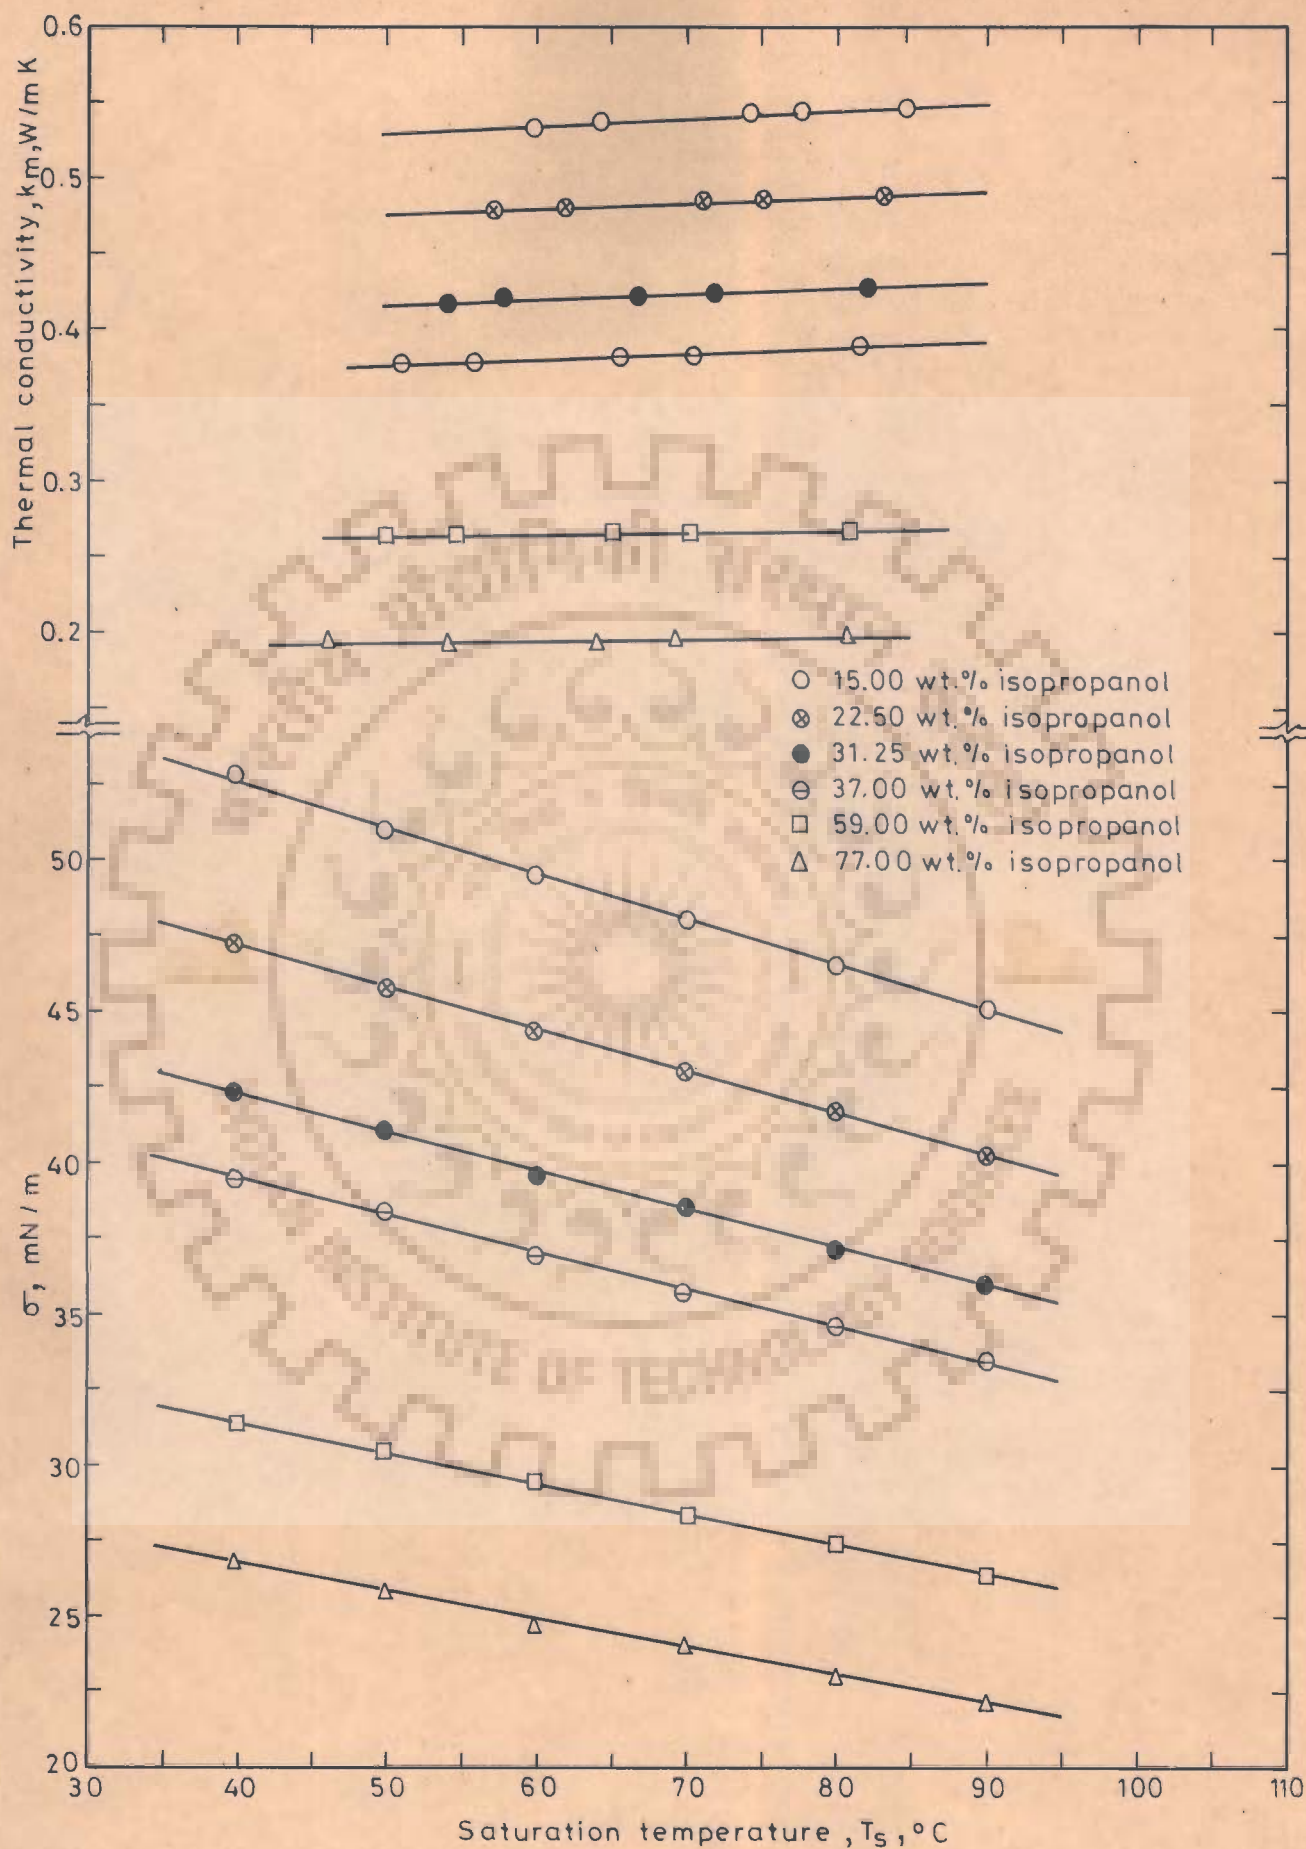 0.6
Thermal conductivity, km, W/m K
0.5
0.4
0.3
0.2
○ 15.00 wt.% isopropanol
⊗ 22.50 wt.% isopropanol
● 31.25 wt.% isopropanol
⊖ 37.00 wt.% isopropanol
□ 59.00 wt.% isopropanol
△ 77.00 wt.% isopropanol
50
45
40
σ, mN/m
35
OF TECHNOLOGY
30
25
20
30 40 50 60 70 80 90 100 110
Saturation temperature, Ts, °C